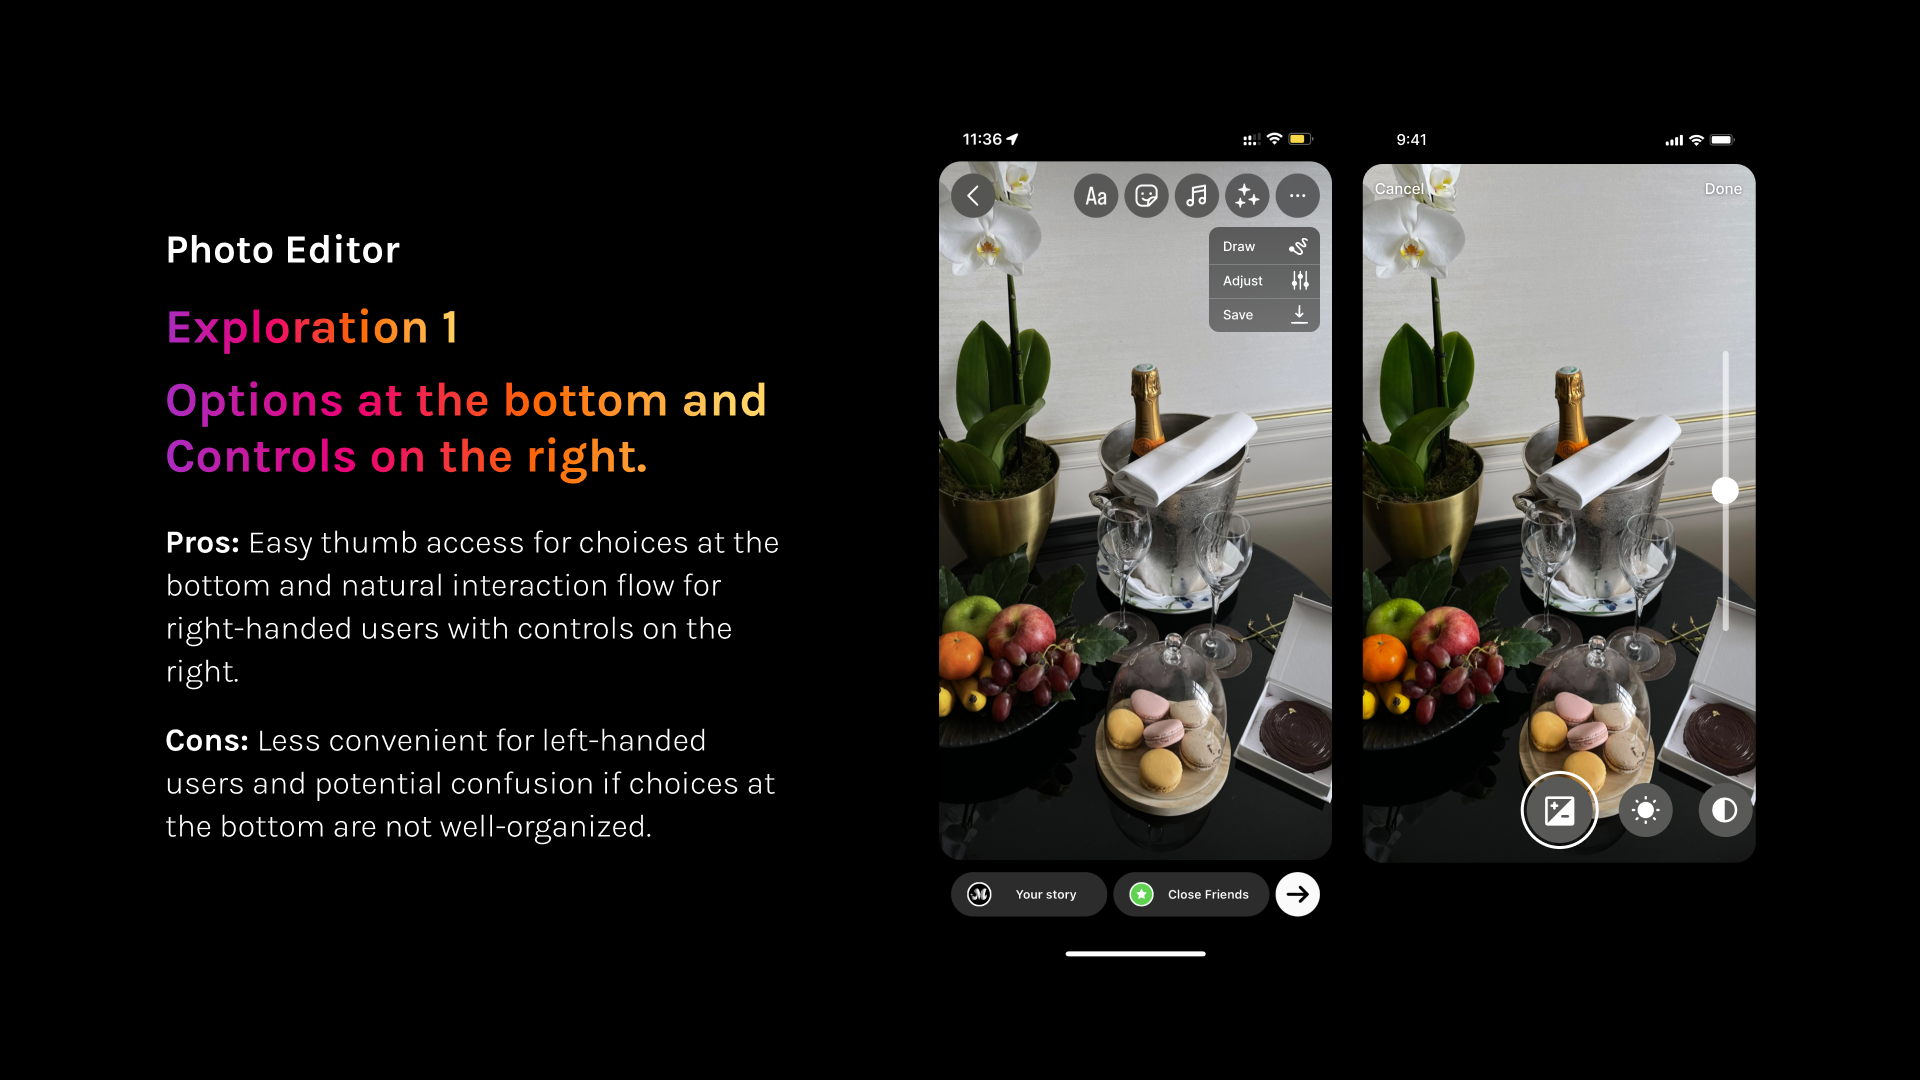 Photo Editor
Exploration 1
Options at the bottom and
Controls on the right.
Pros: Easy thumb access for choices at the
bottom and natural interaction flow for
right-handed users with controls on the
right.
Cons: Less convenient for left-handed
users and potential confusion if choices at
the bottom are not well-organized.
11:36
Aa
Draw
Adjust
Save
Your story
Close Friends
9:41
Cancel
Done